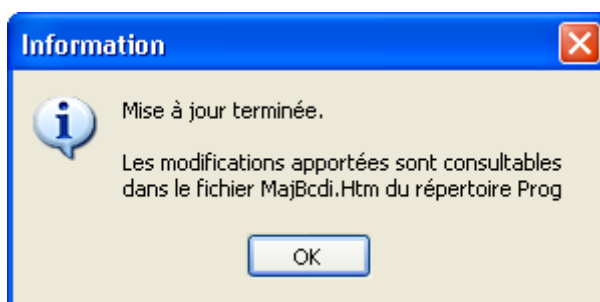 Information
Mise à jour terminée.
Les modifications apportées sont consultables
dans le fichier MajBcdi.Htm du répertoire Prog
OK